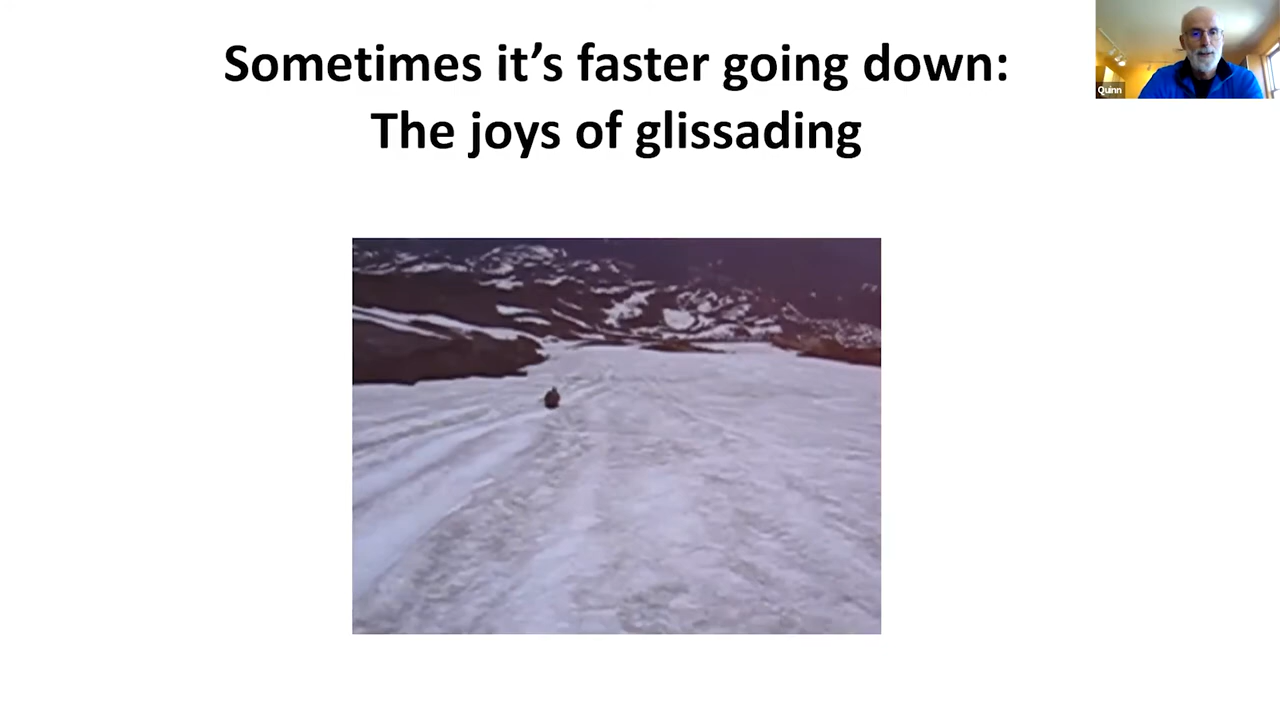 Sometimes it’s faster going down:
The joys of glissading
Quinn